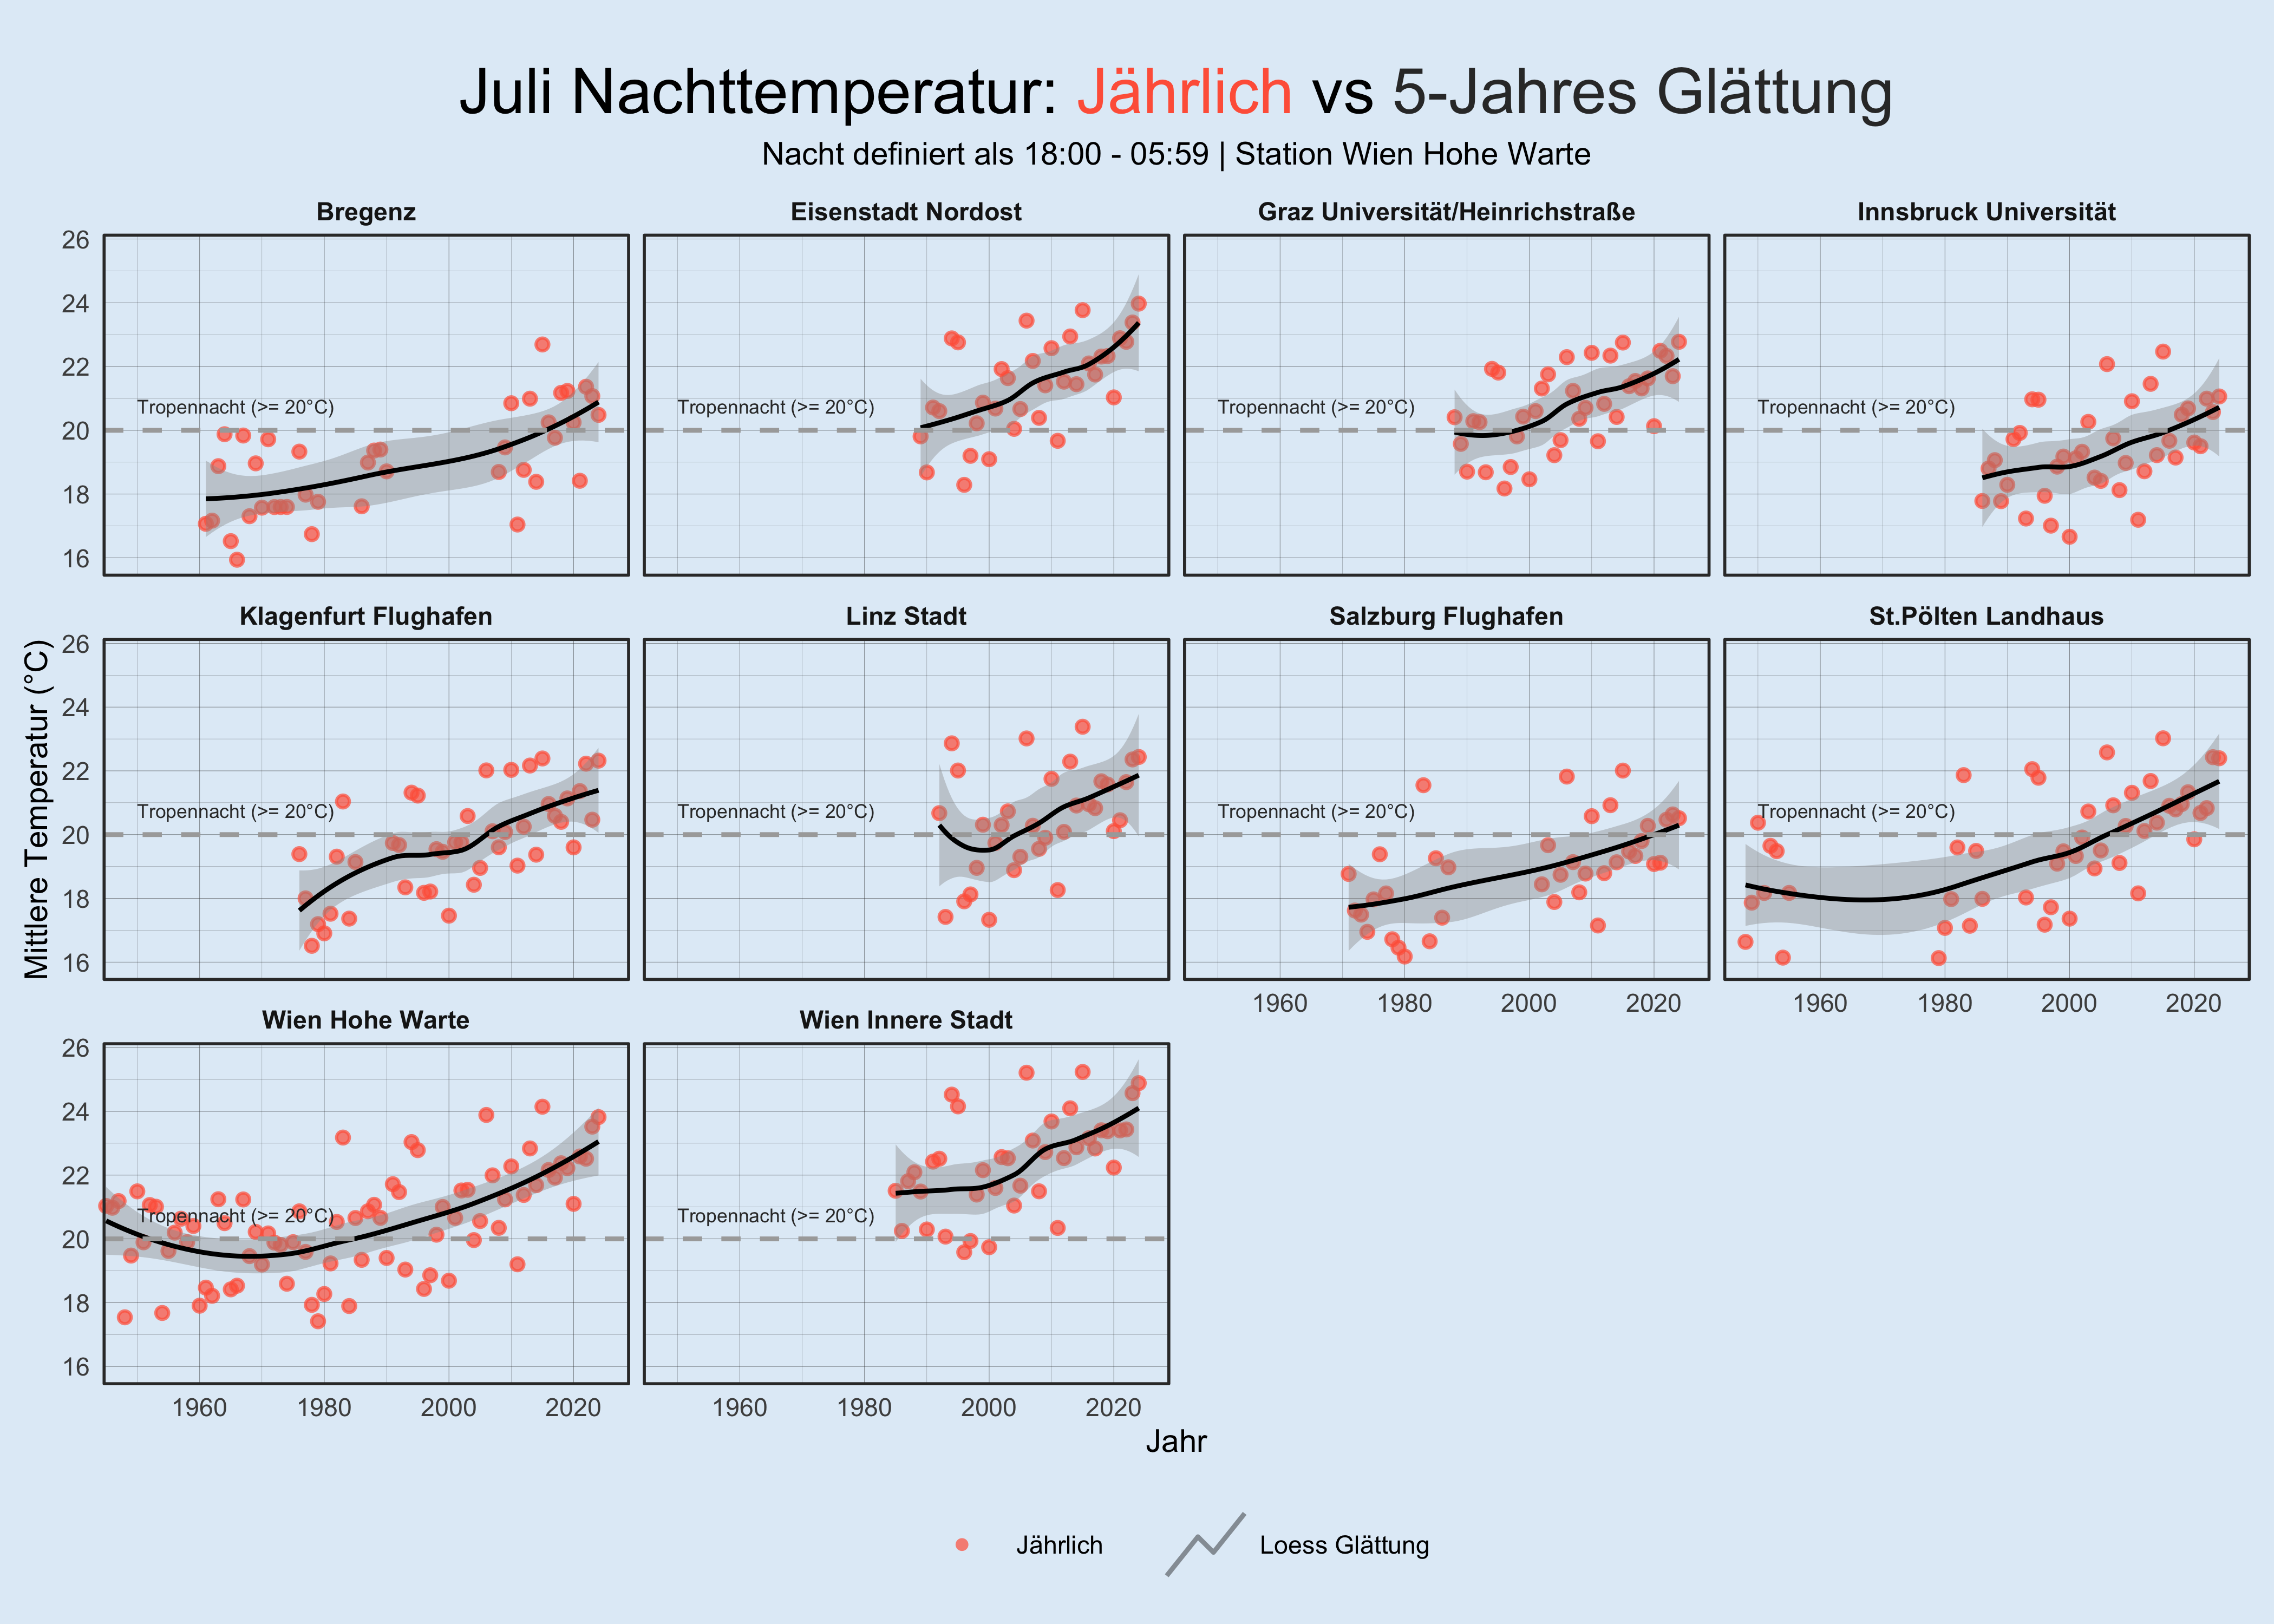 Juli Nachttemperatur: Jährlich vs 5-Jahres Glättung
Nacht definiert als 18:00 - 05:59 | Station Wien Hohe Warte
Bregenz
Eisenstadt Nordost
Graz Universität/Heinrichstraße
Innsbruck Universität
26
24
22
20
18
16
Tropennacht (>= 20°C)
Tropennacht (>= 20°C)
Tropennacht (>= 20°C)
Tropennacht (>= 20°C)
Mittlere Temperatur (°C)
Klagenfurt Flughafen
Linz Stadt
Salzburg Flughafen
St.Pölten Landhaus
26
24
22
20
18
16
Tropennacht (>= 20°C)
Tropennacht (>= 20°C)
Tropennacht (>= 20°C)
Tropennacht (>= 20°C)
1960 1980 2000 2020
1960 1980 2000 2020
Wien Hohe Warte
Wien Innere Stadt
26
24
22
20
18
16
Tropennacht (>= 20°C)
Tropennacht (>= 20°C)
1960 1980 2000 2020
1960 1980 2000 2020
Jahr
Jährlich
Loess Glättung